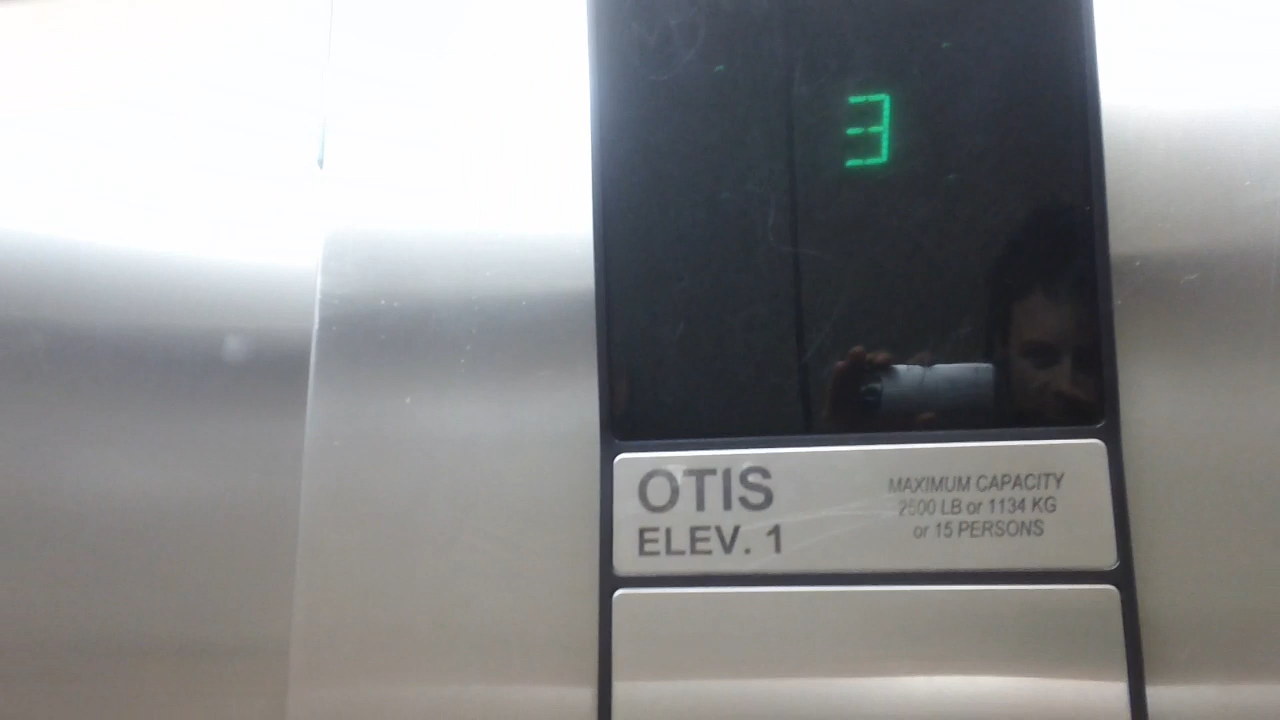 3
OTIS
ELEV. 1
MAXIMUM CAPACITY
2500 LB or 1134 KG
or 15 PERSONS